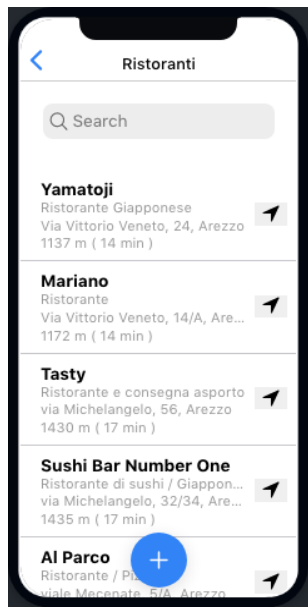 Ristoranti
Search
Yamatoji
Ristorante Giapponese
Via Vittorio Veneto, 24, Arezzo
1137 m ( 14 min )
Mariano
Ristorante
Via Vittorio Veneto, 14/A, Are...
1172 m ( 14 min )
Tasty
Ristorante e consegna asporto
via Michelangelo, 56, Arezzo
1430 m ( 17 min )
Sushi Bar Number One
Ristorante di sushi / Giappon...
via Michelangelo, 32/34, Are...
1435 m ( 17 min )
Al Parco
Ristorante /
viale Mecenate, 5/A, Arezzo